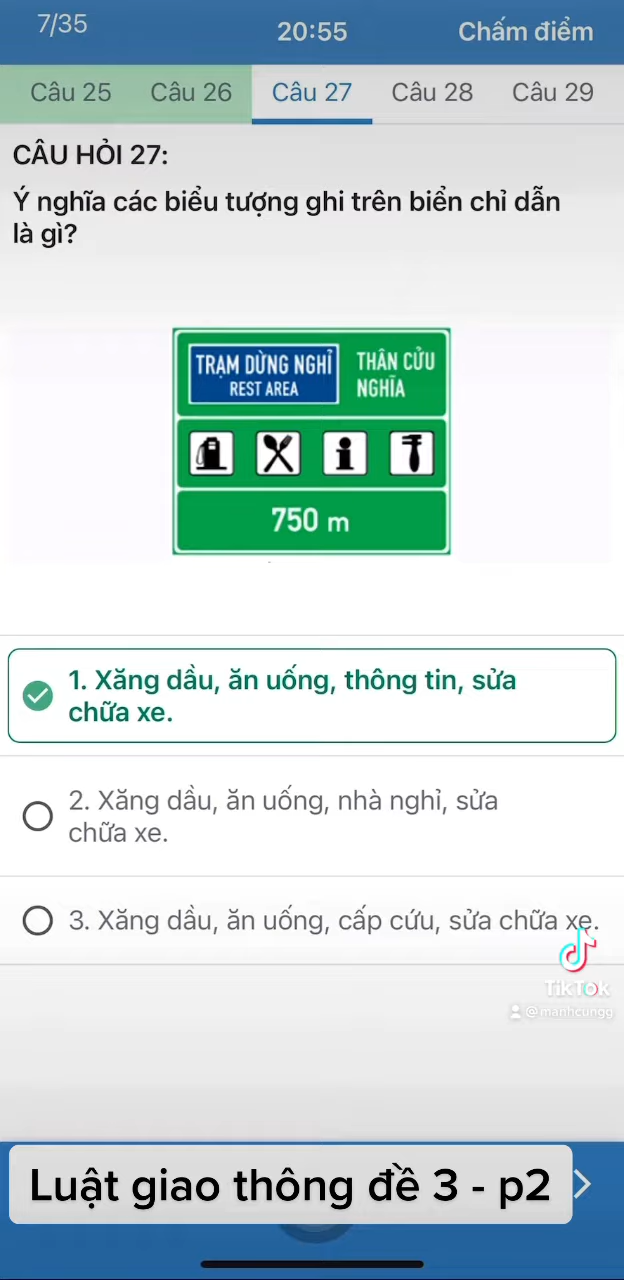 7/35
20:55
Chấm điểm
Câu 25
Câu 26
Câu 27
Câu 28
Câu 29
CÂU HỎI 27:
Ý nghĩa các biểu tượng ghi trên biển chỉ dẫn
là gì?
TRẠM DỪNG NGHỈ
REST AREA
THÂN CỬU
NGHĨA
750 m
1. Xăng dầu, ăn uống, thông tin, sửa
chữa xe.
2. Xăng dầu, ăn uống, nhà nghỉ, sửa
chữa xe.
3. Xăng dầu, ăn uống, cấp cứu, sửa chữa xe.
TikTok
@manhcungg
Luật giao thông đề 3 - p2